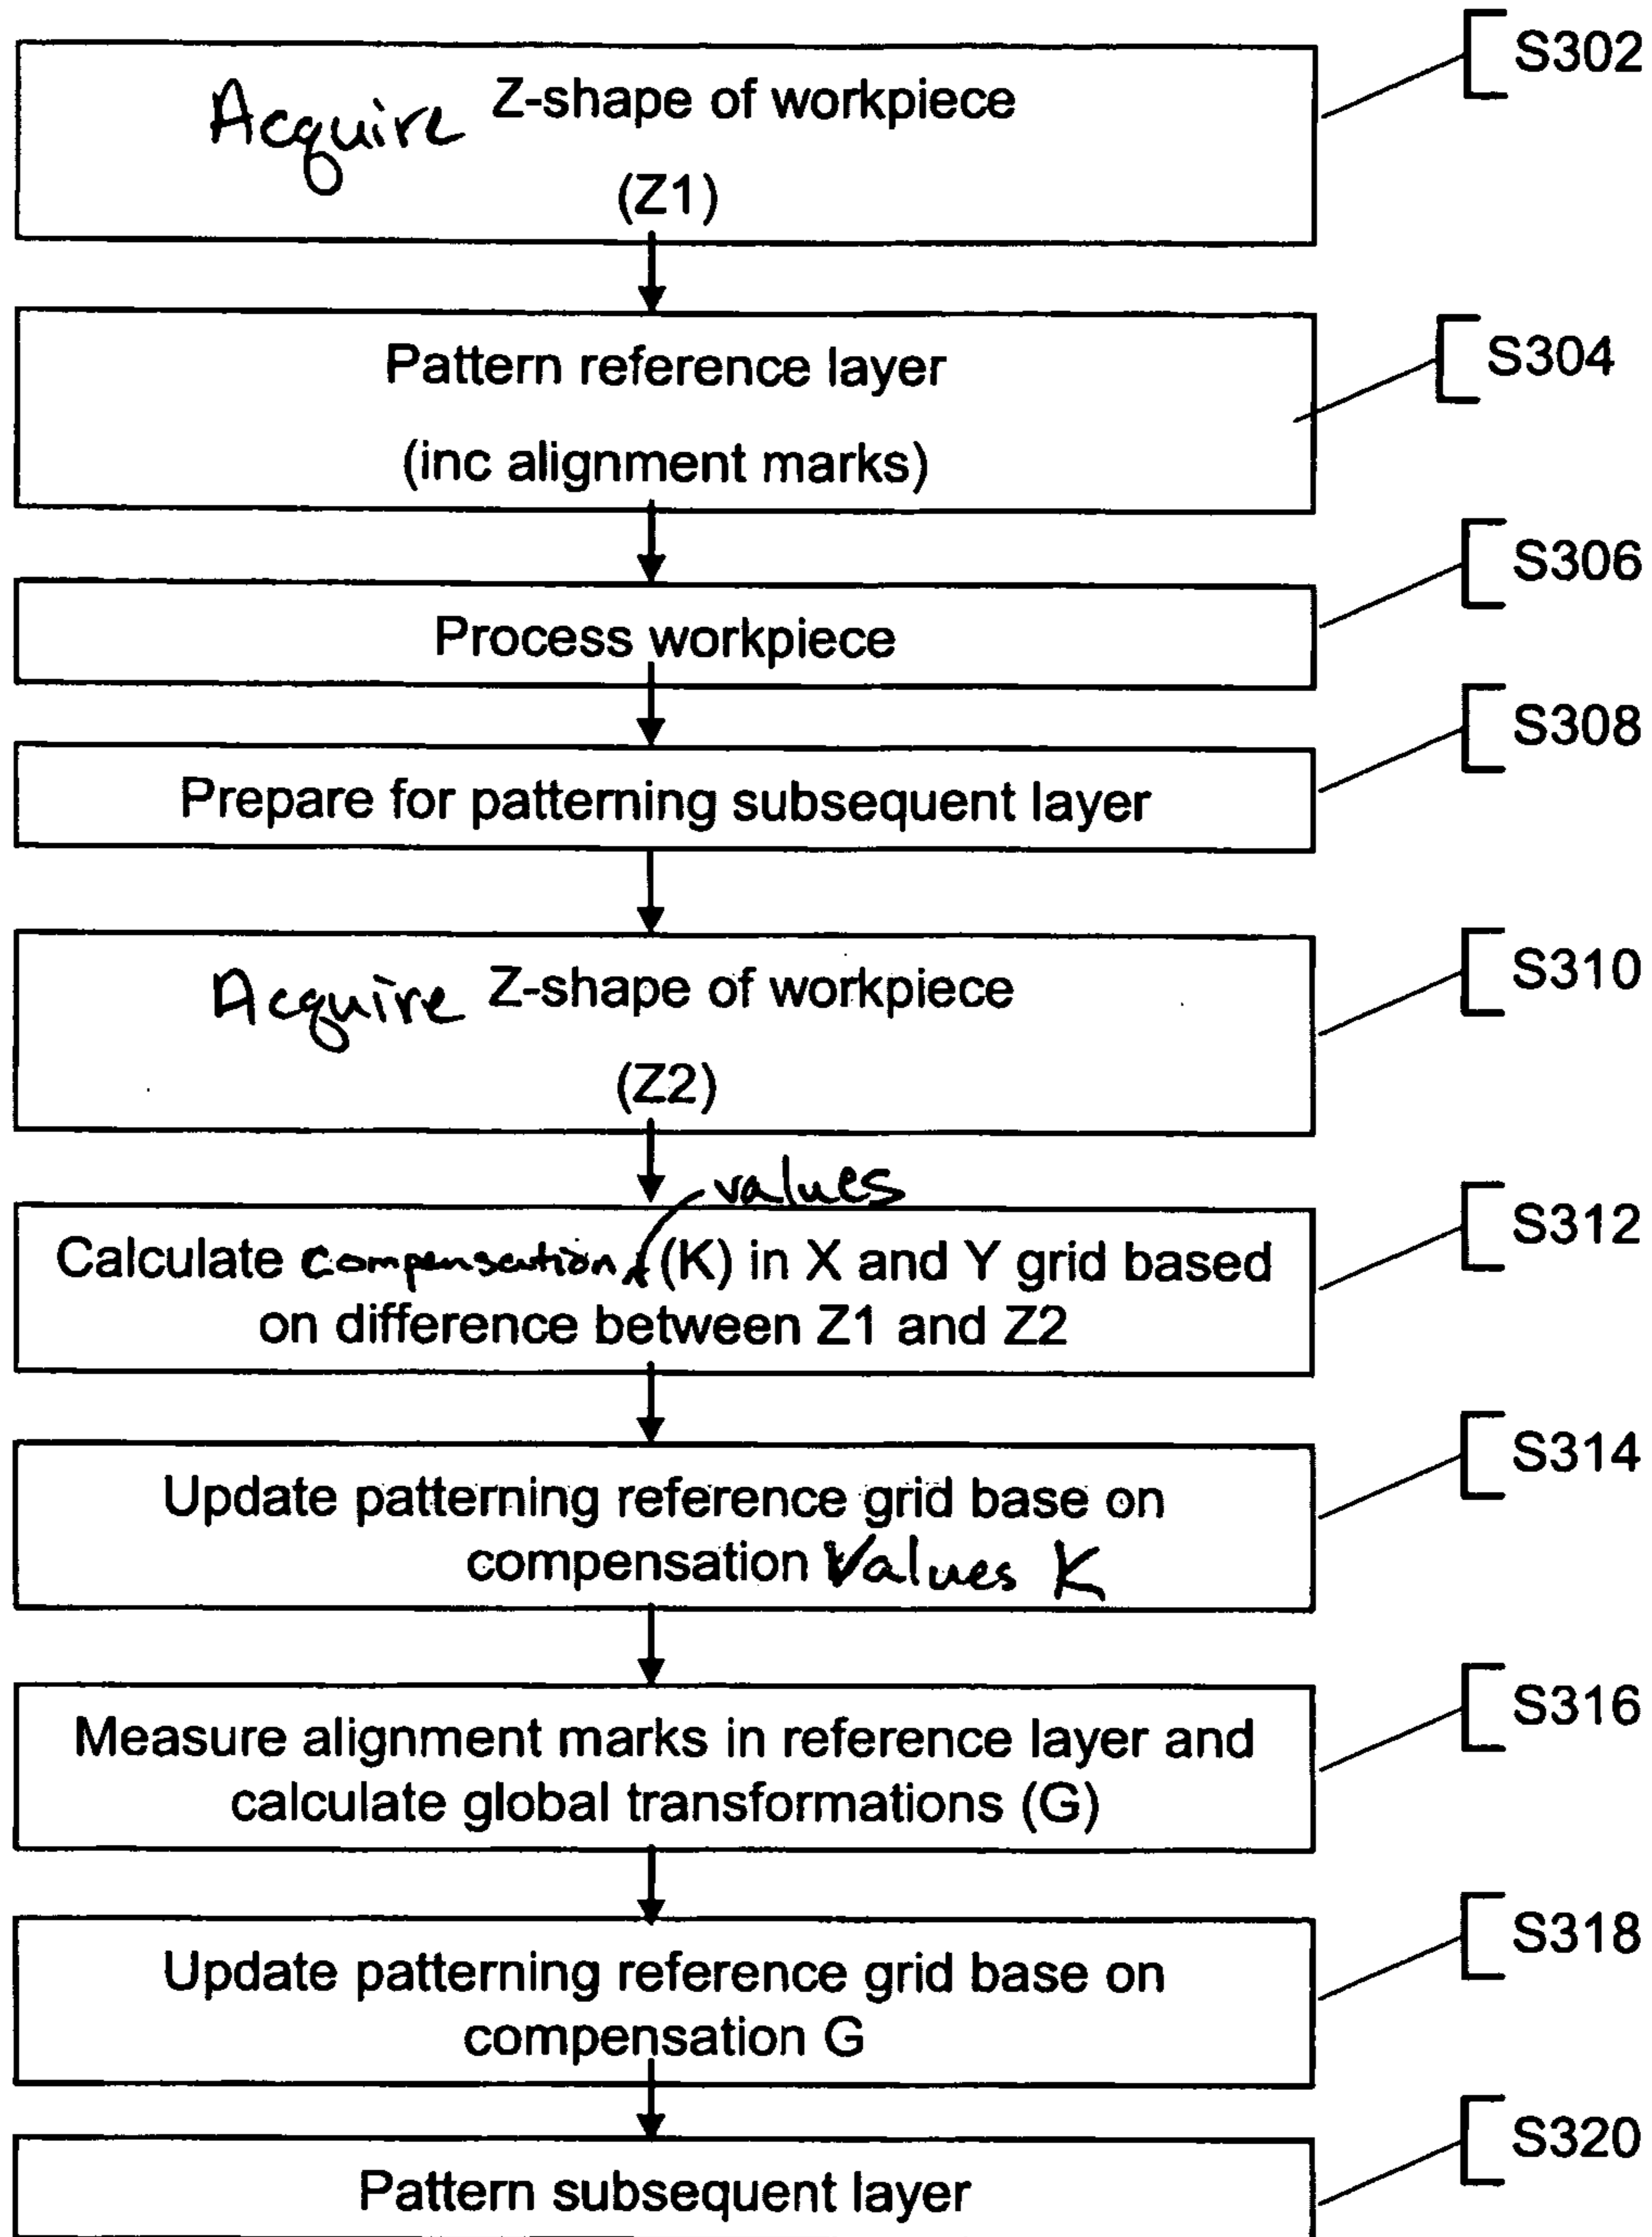 S302
Acquire Z-shape of workpiece
(Z1)
S304
Pattern reference layer
(inc alignment marks)
S306
Process workpiece
S308
Prepare for patterning subsequent layer
S310
Acquire Z-shape of workpiece
(Z2)
S312
values
Calculate compensation (K) in X and Y grid based
on difference between Z1 and Z2
S314
Update patterning reference grid base on
compensation Values K
S316
Measure alignment marks in reference layer and
calculate global transformations (G)
S318
Update patterning reference grid base on
compensation G
S320
Pattern subsequent layer